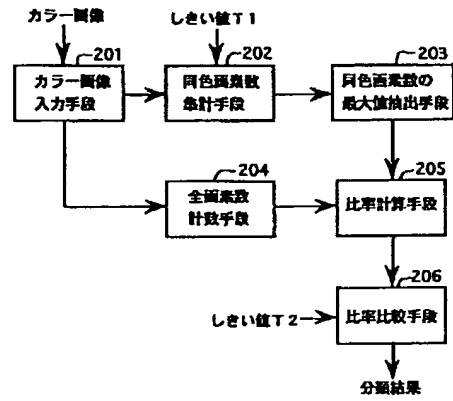 カラー画像
しきい値T1
201
202
203
カラー画像
入力手段
同色画素数
集計手段
同色画素数の
最大値抽出手段
204
205
全画素数
計数手段
比率計算手段
206
しきい値T2
比率比較手段
分類結果